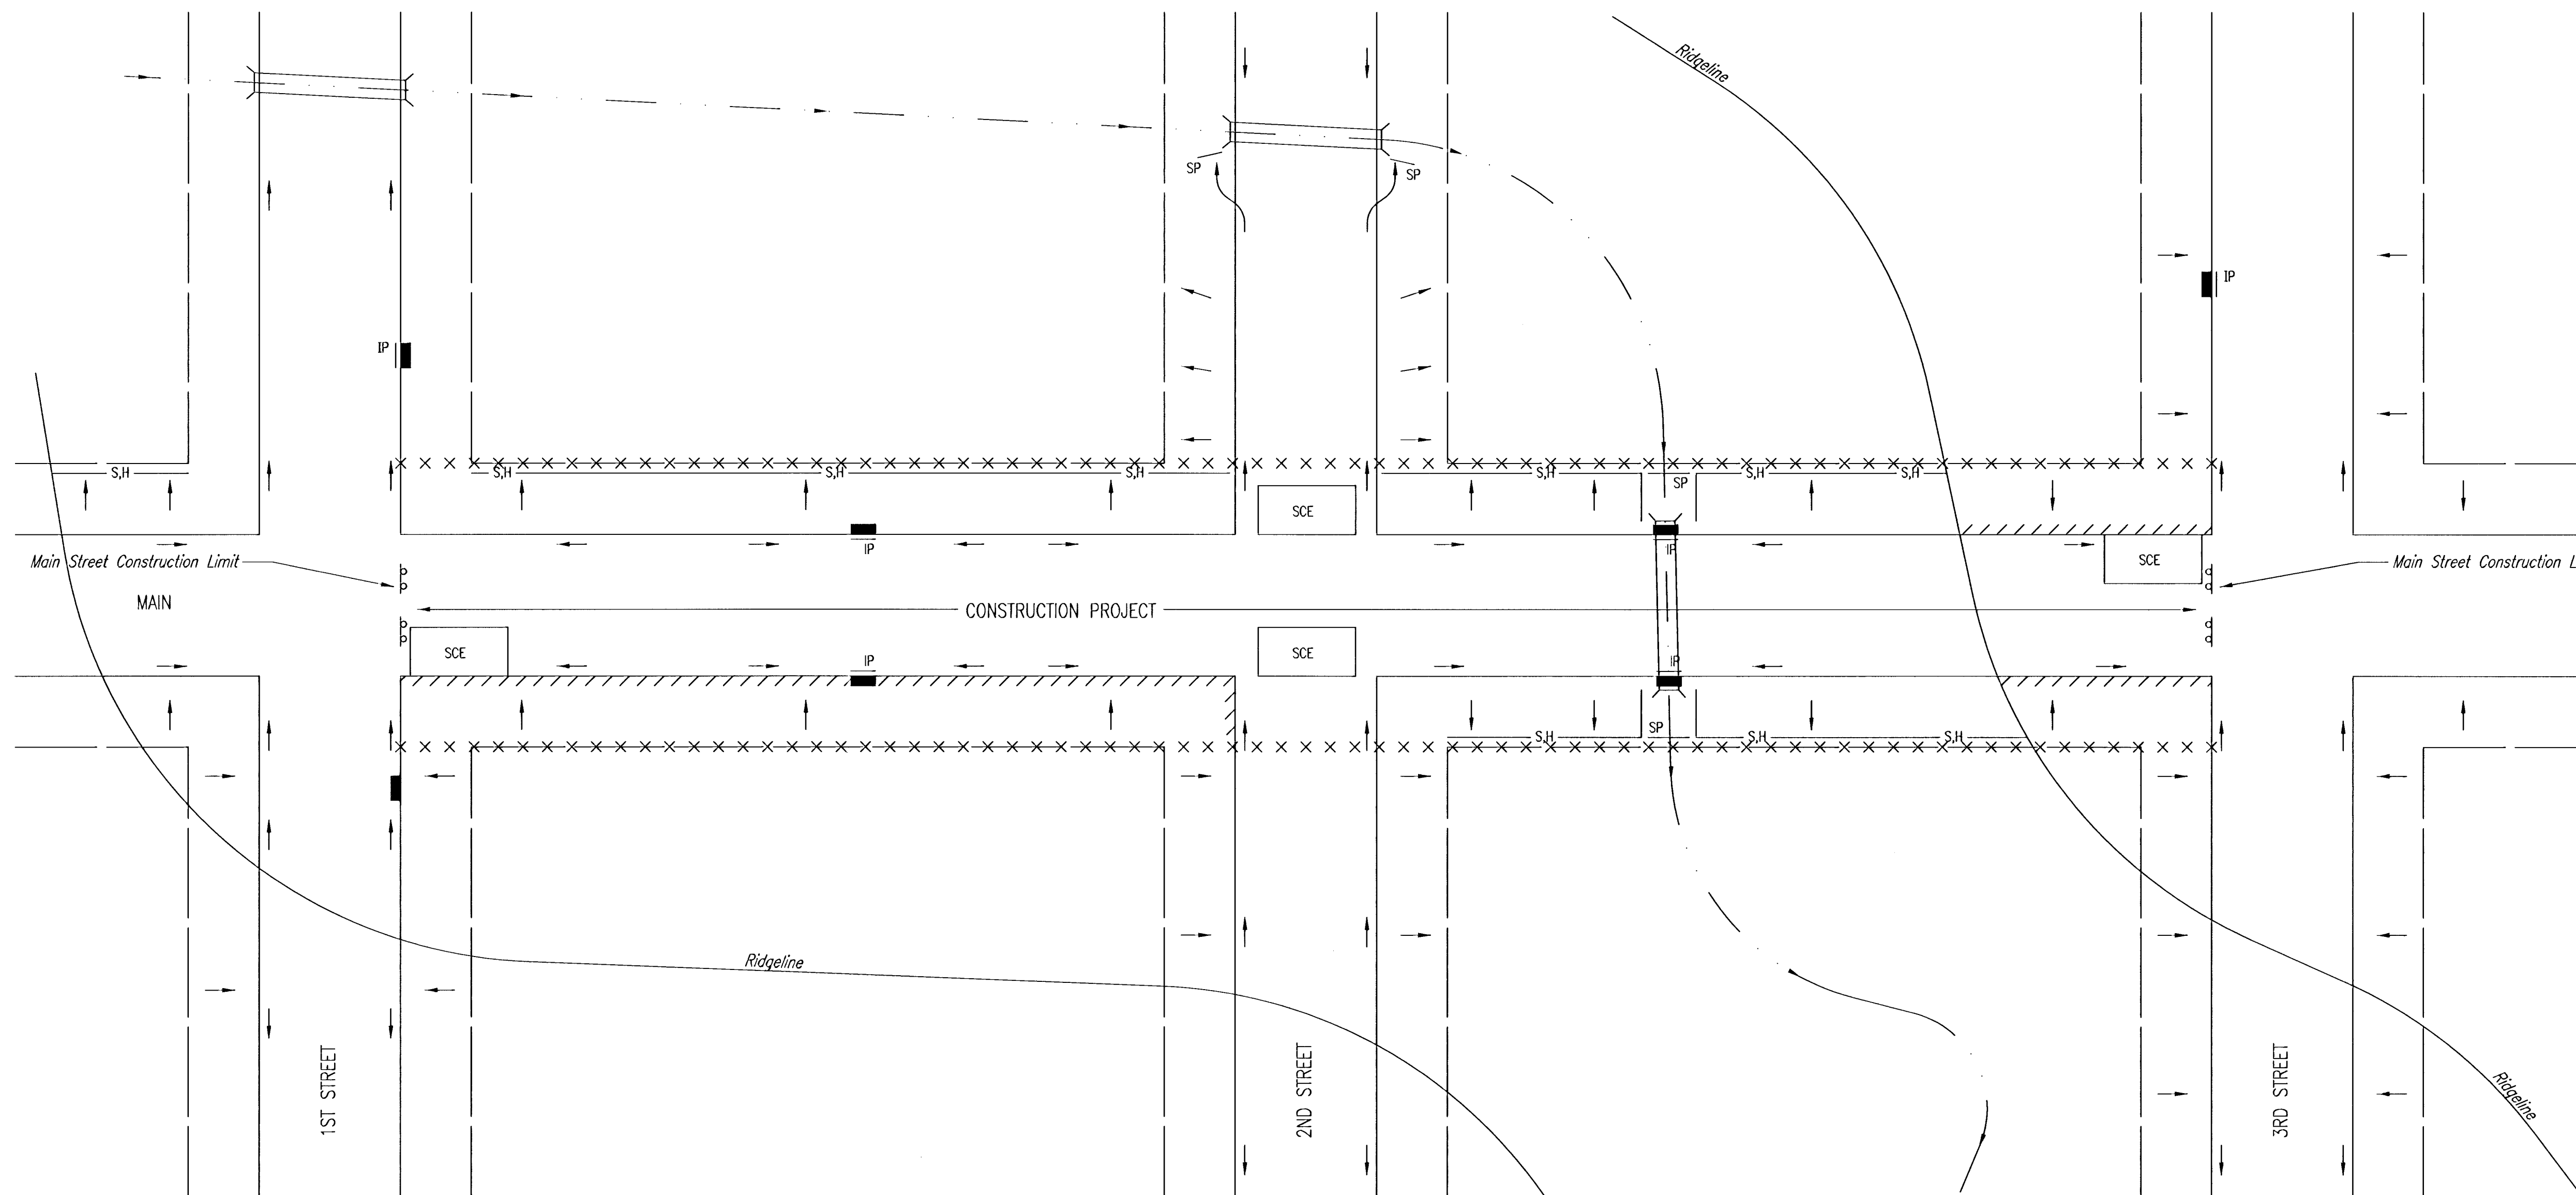 Ridgeline
SP
SP
IP
IP
S,H
S,H
S,H
S,H
S,H
S,H
S,H
SP
SCE
IP
IP
SCE
Main Street Construction Limit
Main Street Construction L
MAIN
CONSTRUCTION PROJECT
SCE
SCE
IP
IP
SP
S,H
S,H
S,H
Ridgeline
1ST STREET
2ND STREET
3RD STREET
Ridgeline